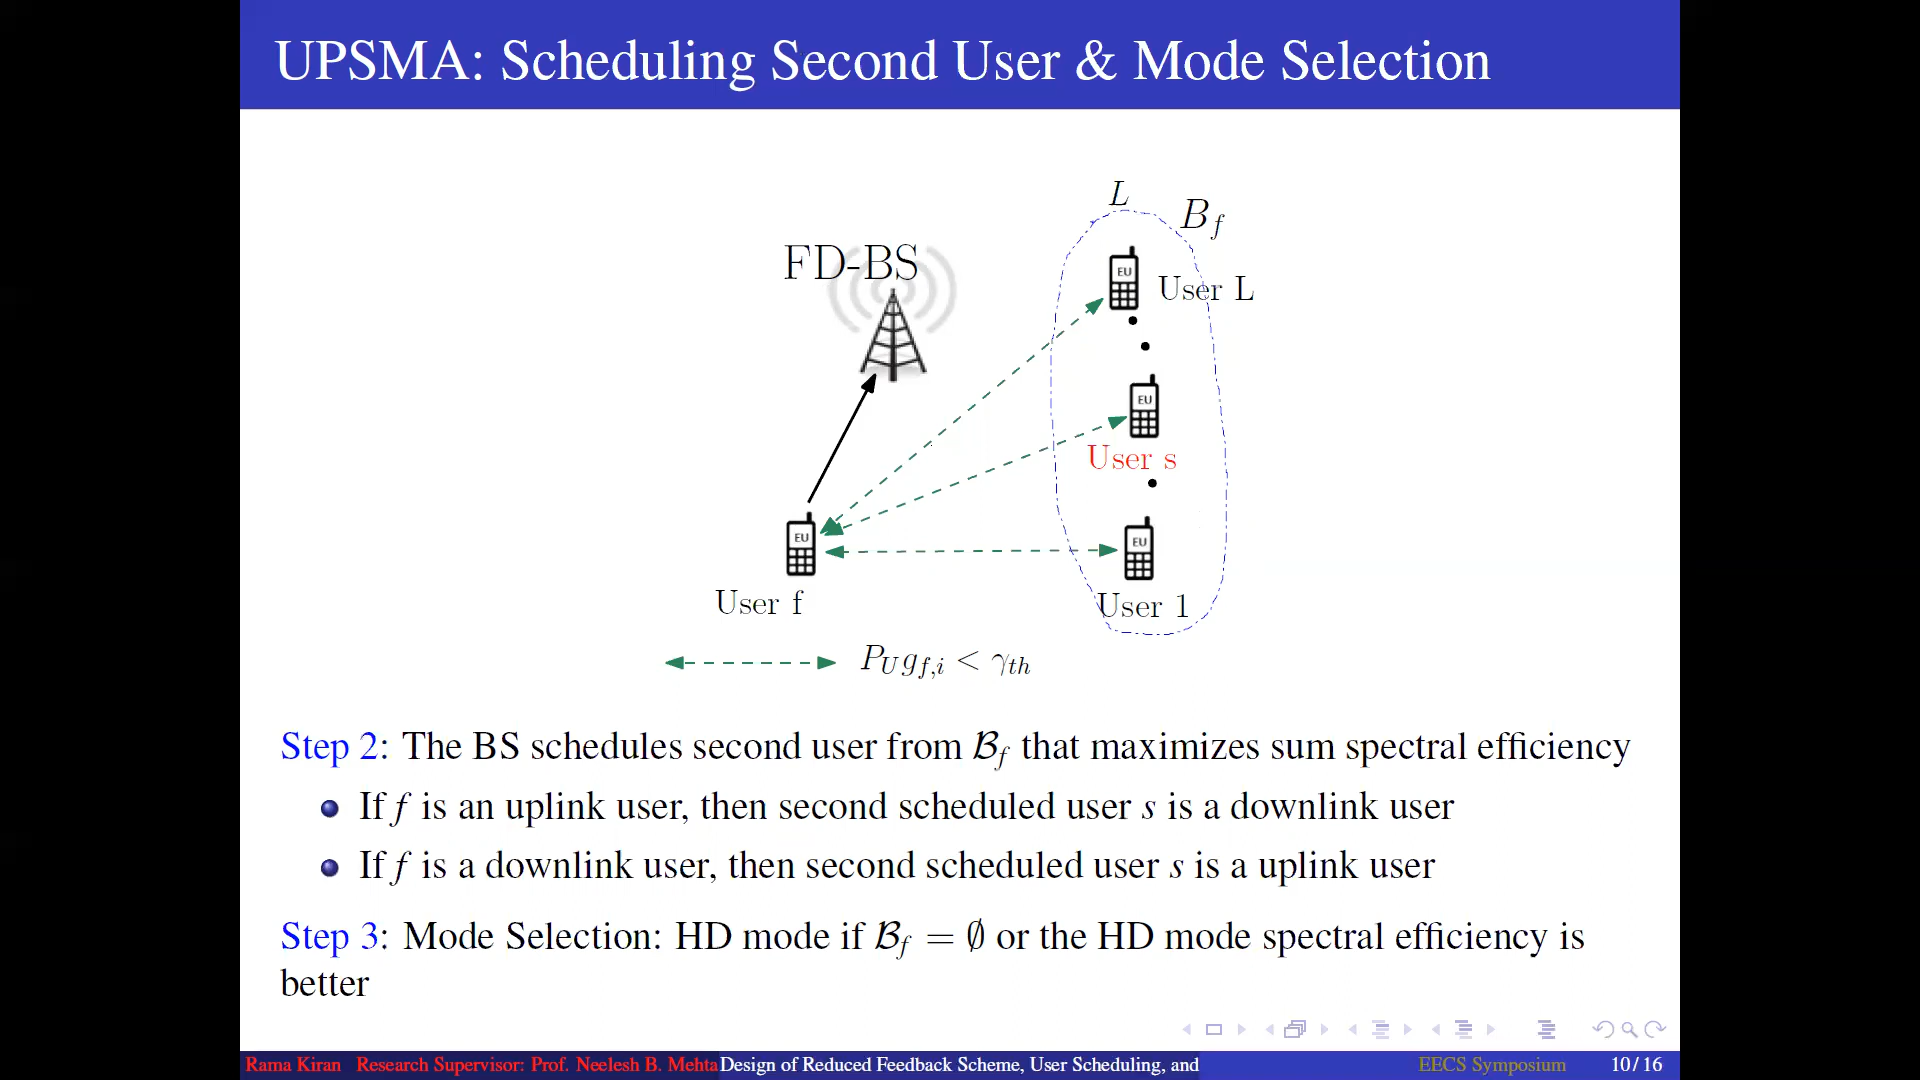 UPSMA: Scheduling Second User & Mode Selection
L
B_f
FD-BS
EU
User L
EU
User s
EU
EU
User f
User 1
P_U g_{f,i} < γ_{th}
Step 2: The BS schedules second user from 𝓑_f that maximizes sum spectral efficiency
If f is an uplink user, then second scheduled user s is a downlink user
If f is a downlink user, then second scheduled user s is a uplink user
Step 3: Mode Selection: HD mode if 𝓑_f = ∅ or the HD mode spectral efficiency is
better
Rama Kiran Research Supervisor: Prof. Neelesh B. Mehta Design of Reduced Feedback Scheme, User Scheduling, and EECS Symposium 10/16